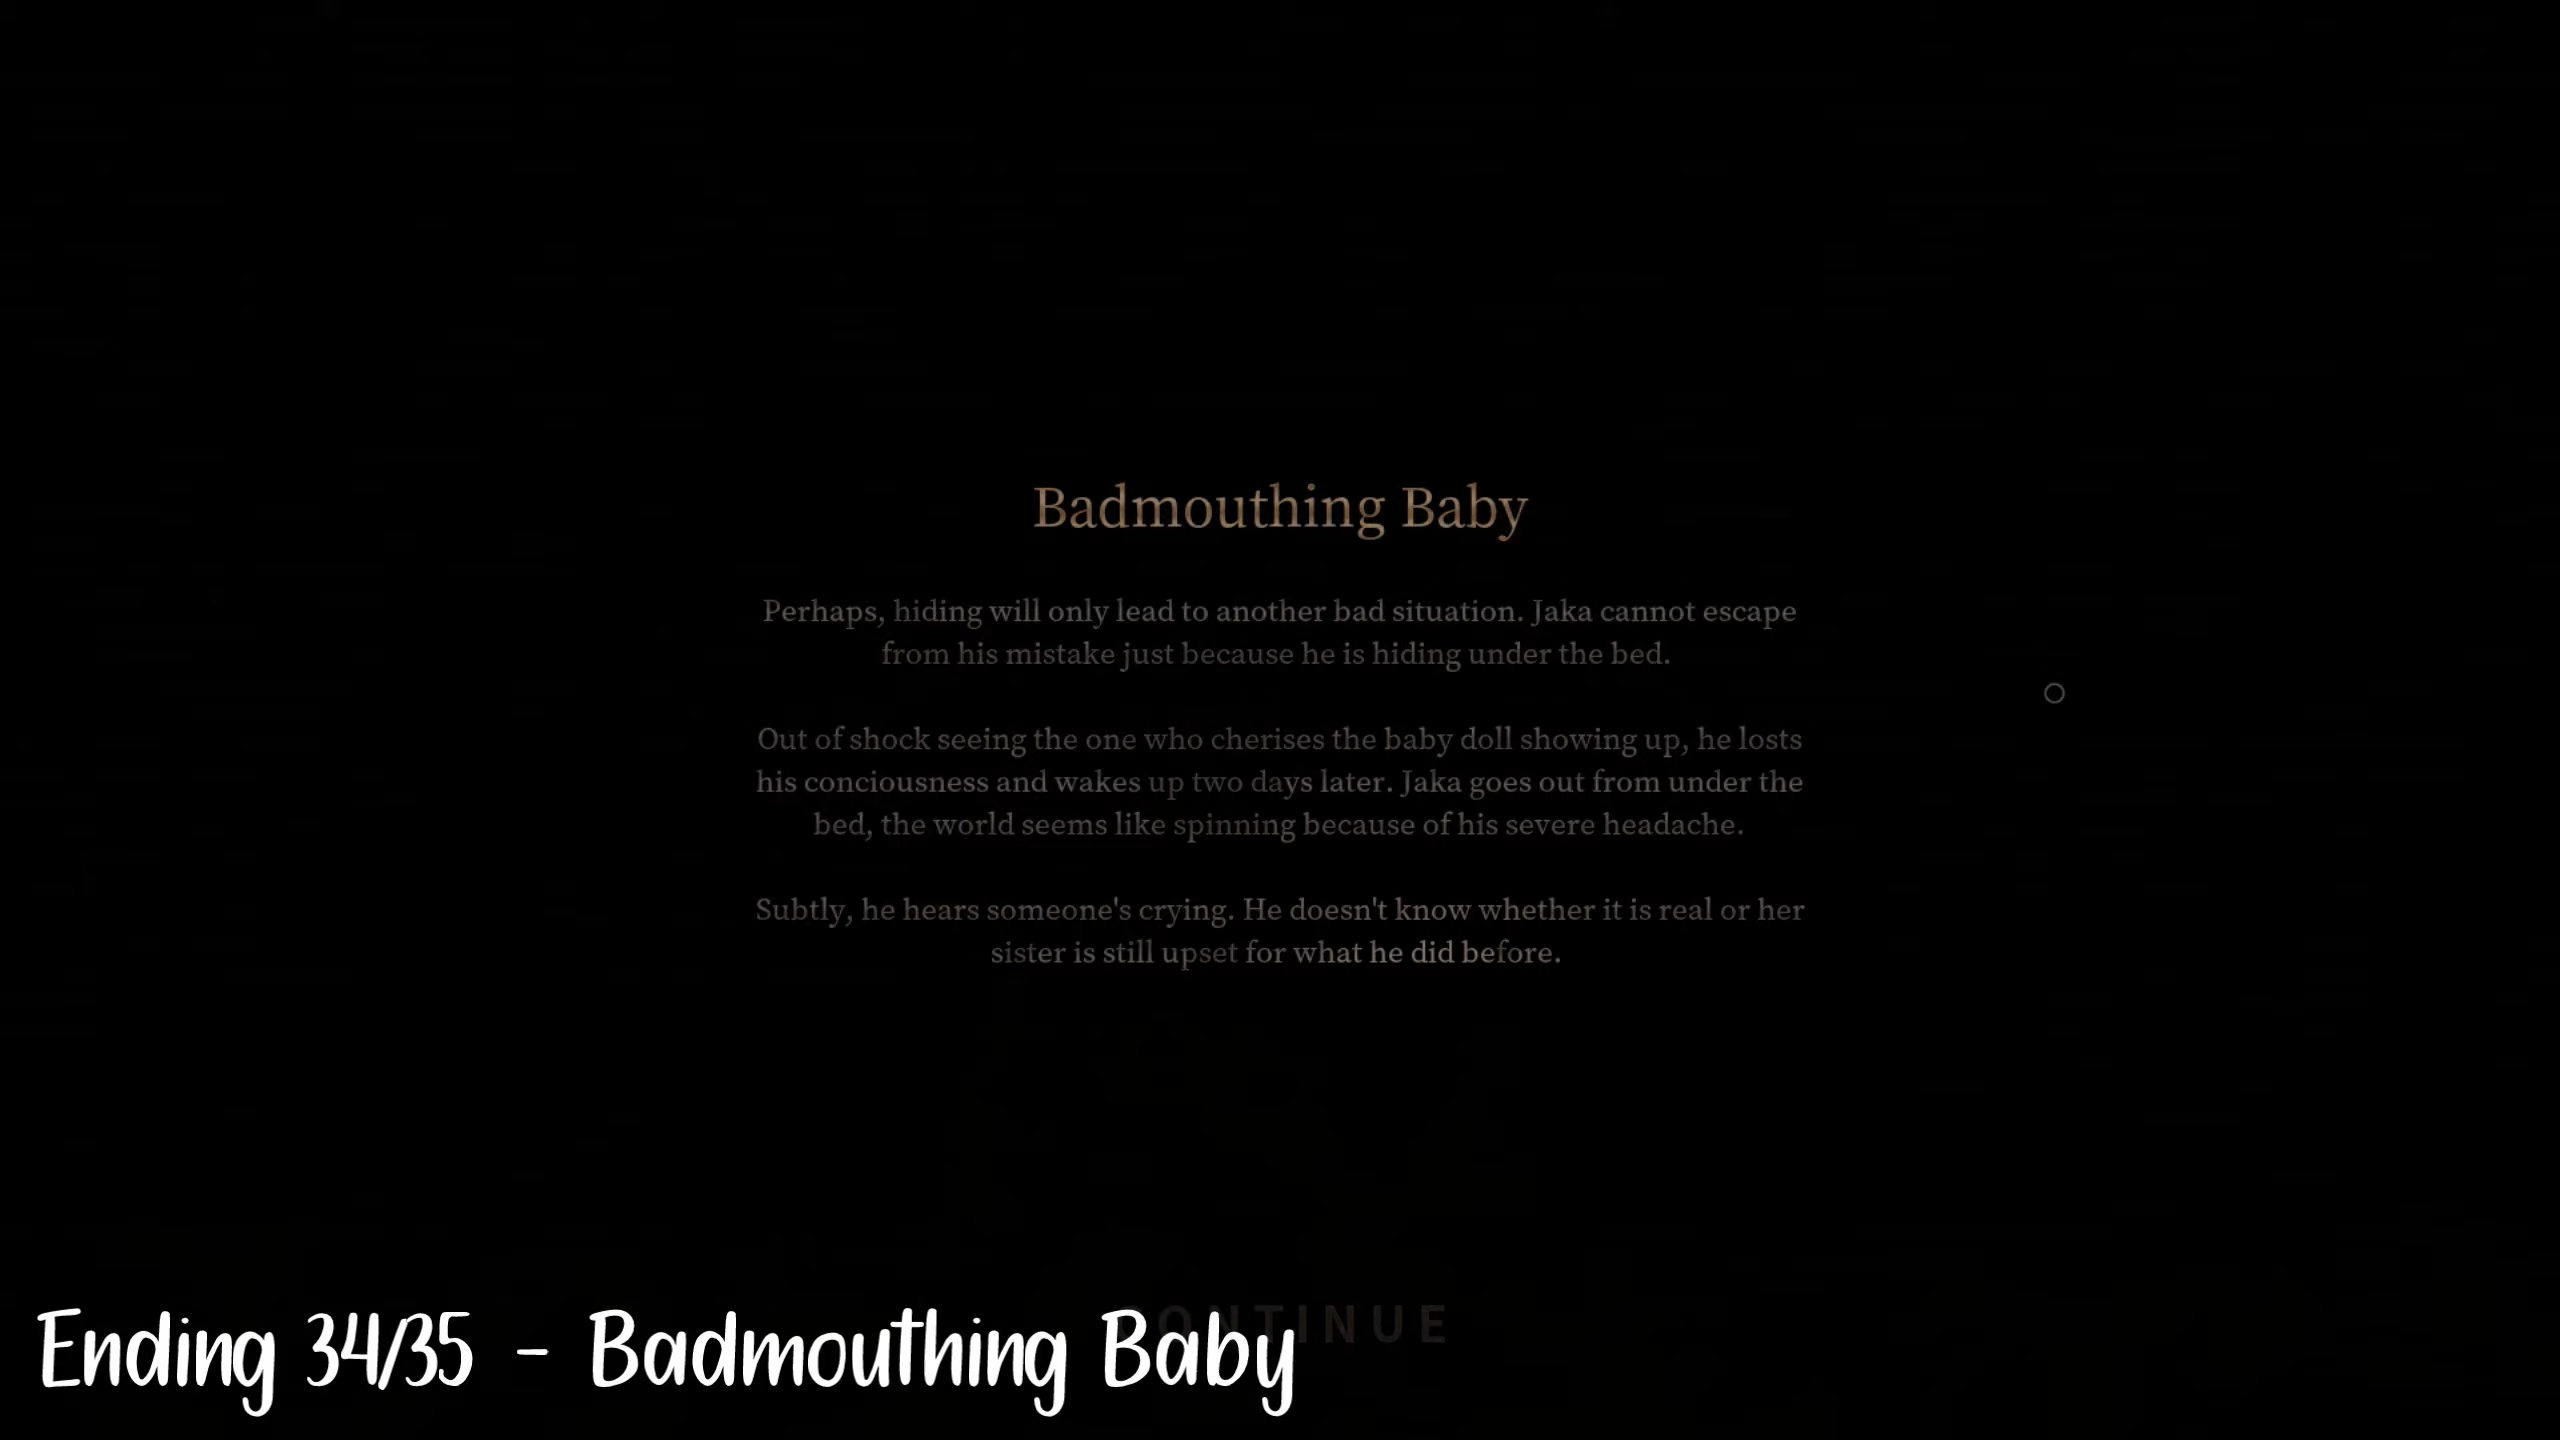 Badmouthing Baby
Perhaps, hiding will only lead to another bad situation. Jaka cannot escape
from his mistake just because he is hiding under the bed.
Out of shock seeing the one who cherises the baby doll showing up, he losts
his conciousness and wakes up two days later. Jaka goes out from under the
bed, the world seems like spinning because of his severe headache.
Subtly, he hears someone's crying. He doesn't know whether it is real or her
sister is still upset for what he did before.
CONTINUE
Ending 34/35 - Badmouthing Baby